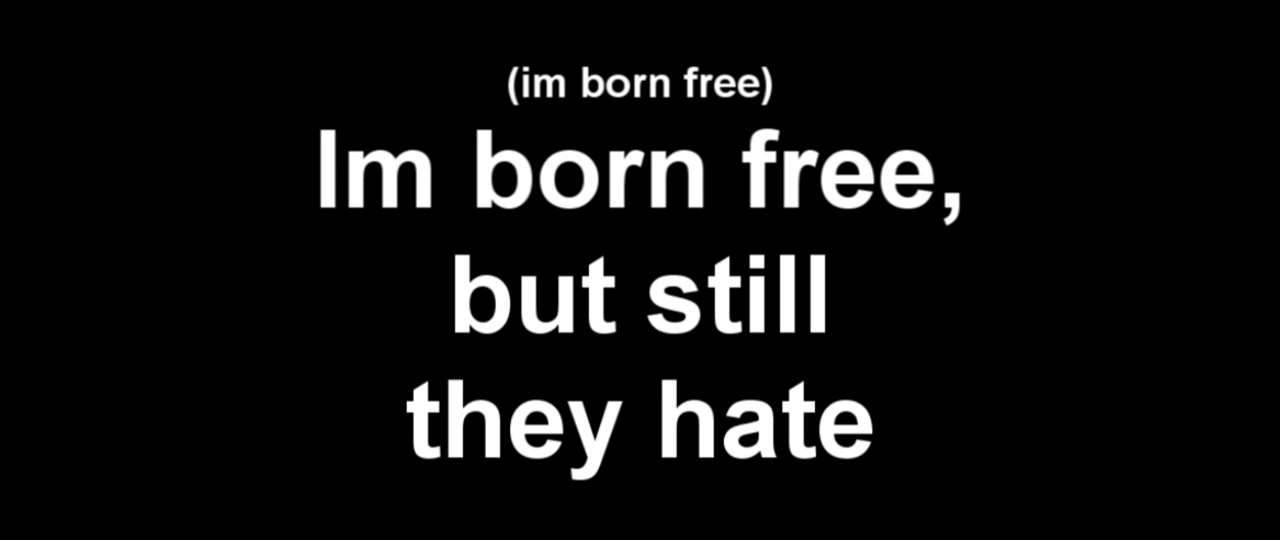 (im born free)
Im born free,
but still
they hate